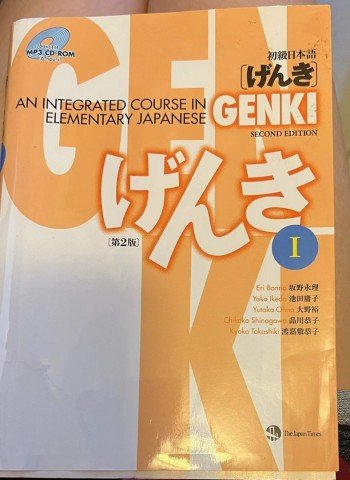 MP3 CD-ROM
初級日本語
[げんき]
GEN
AN INTEGRATED COURSE IN
ELEMENTARY JAPANESE
GENKI
SECOND EDITION
げんき
[第2版]
I
KI
Eri Banno 坂野永理
Yoko Ikeda 池田庸子
Yutaka Ohno 大野裕
Chikako Shinagawa 品川恭子
Kyoko Tokashiki 渡嘉敷恭子
The Japan Times